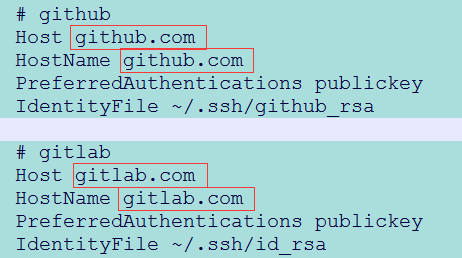 # github
Host github.com
HostName github.com
PreferredAuthentications publickey
IdentityFile ~/.ssh/github_rsa
# gitlab
Host gitlab.com
HostName gitlab.com
PreferredAuthentications publickey
IdentityFile ~/.ssh/id_rsa